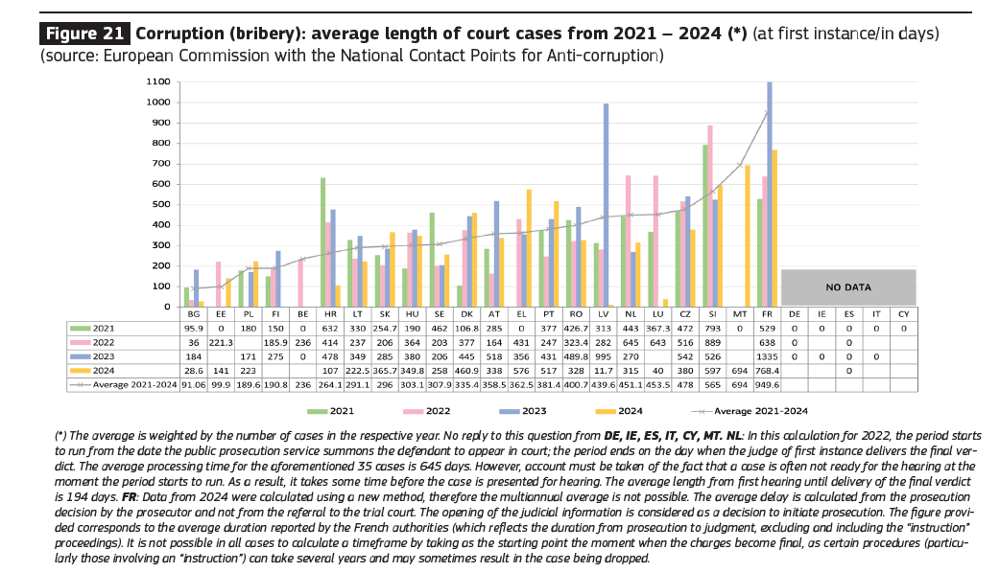 Figure 21 Corruption (bribery): average length of court cases from 2021 – 2024 (*) (at first instance/in days)
(source: European Commission with the National Contact Points for Anti-corruption)
1100
1000
900
800
700
600
500
400
300
200
100
0
NO DATA
BG EE PL FI BE HR LT SK HU SE DK AT EL PT RO LV NL LU CZ SI MT FR DE IE ES IT CY
2021 95.9 0 180 150 0 632 330 254.7 190 462 106.8 285 0 377 426.7 313 443 367.3 472 793 0 529 0 0 0 0 0
2022 36 221.3 185.9 236 414 237 206 364 203 377 164 431 247 323.4 282 645 643 516 889 638 0 0
2023 184 171 275 0 478 349 285 380 206 445 518 356 431 489.8 995 270 542 526 1335 0 0 0 0
2024 28.6 141 223 107 222.5 365.7 349.8 258 460.9 338 576 517 328 11.7 315 40 380 597 694 768.4 0
Average 2021-2024 91.06 99.9 189.6 190.8 236 264.1 291.1 296 303.1 307.9 335.4 358.5 362.5 381.4 400.7 439.6 451.1 453.5 478 565 694 949.6
2021 2022 2023 2024 Average 2021-2024
(*) The average is weighted by the number of cases in the respective year. No reply to this question from DE, IE, ES, IT, CY, MT. NL: In this calculation for 2022, the period starts
to run from the date the public prosecution service summons the defendant to appear in court; the period ends on the day when the judge of first instance delivers the final ver-
dict. The average processing time for the aforementioned 35 cases is 645 days. However, account must be taken of the fact that a case is often not ready for the hearing at the
moment the period starts to run. As a result, it takes some time before the case is presented for hearing. The average length from first hearing until delivery of the final verdict
is 194 days. FR: Data from 2024 were calculated using a new method, therefore the multiannual average is not possible. The average delay is calculated from the prosecution
decision by the prosecutor and not from the referral to the trial court. The opening of the judicial information is considered as a decision to initiate prosecution. The figure provi-
ded corresponds to the average duration reported by the French authorities (which reflects the duration from prosecution to judgment, excluding and including the “instruction”
proceedings). It is not possible in all cases to calculate a timeframe by taking as the starting point the moment when the charges become final, as certain procedures (particu-
larly those involving an “instruction”) can take several years and may sometimes result in the case being dropped.